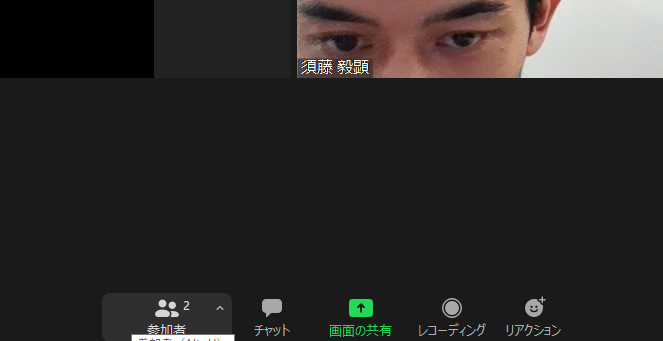 須藤 毅顕
2
参加者
チャット
画面の共有
レコーディング
リアクション